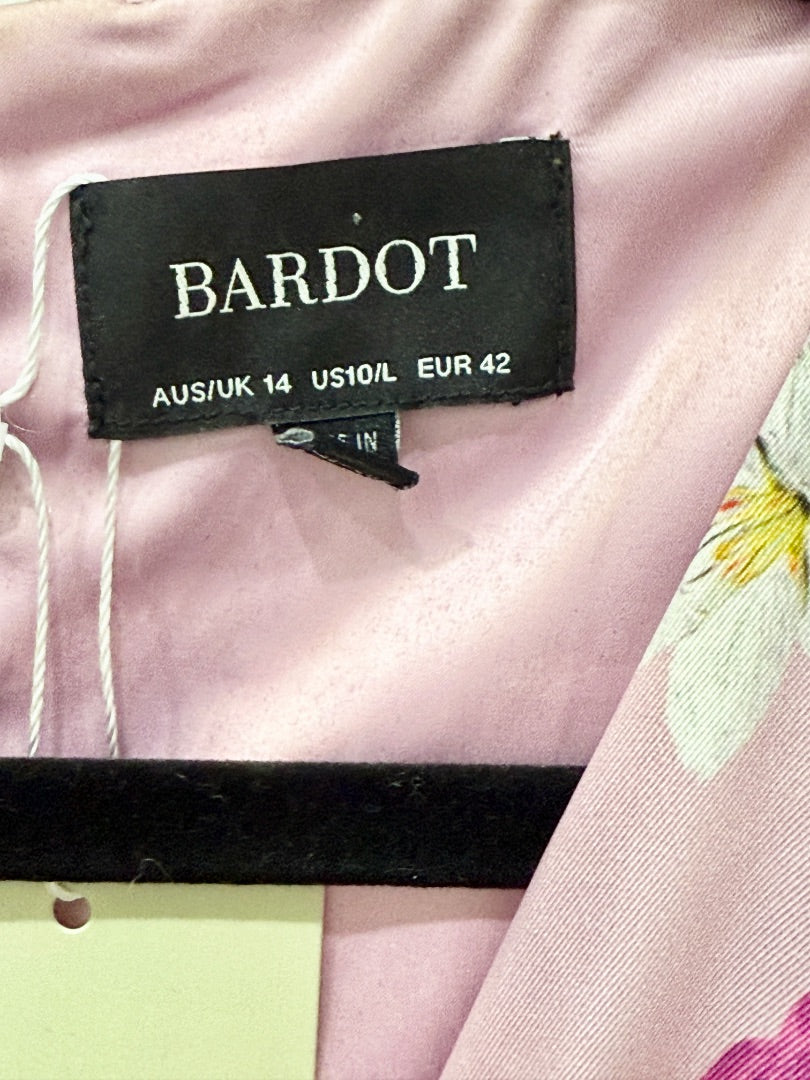 BARDOT
AUS/UK 14 US10/L EUR 42
IN